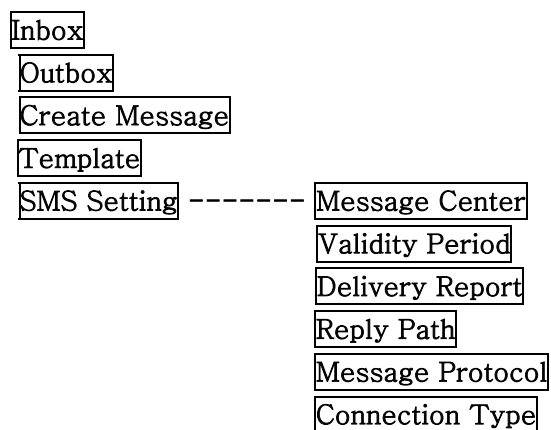 Inbox
Outbox
Create Message
Template
SMS Setting ------- Message Center
Validity Period
Delivery Report
Reply Path
Message Protocol
Connection Type